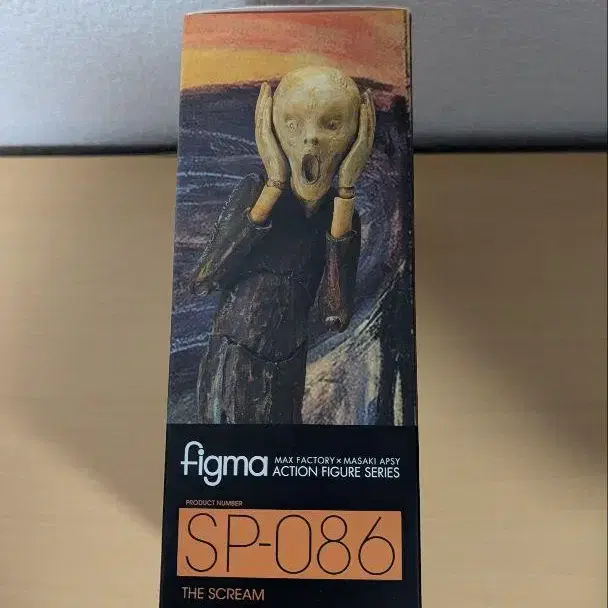 figma MAX FACTORY×MASAKI APSY
ACTION FIGURE SERIES
PRODUCT NUMBER
SP-086
THE SCREAM